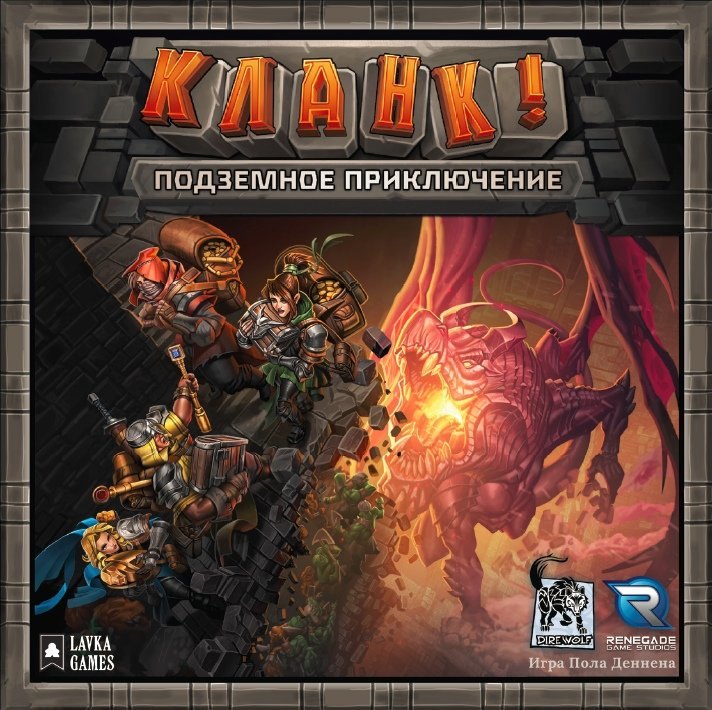 КЛАНК!
ПОДЗЕМНОЕ ПРИКЛЮЧЕНИЕ
DIREWOLF
RENEGADE
GAME STUDIOS
LAVKA
GAMES
Игра Пола Деннена